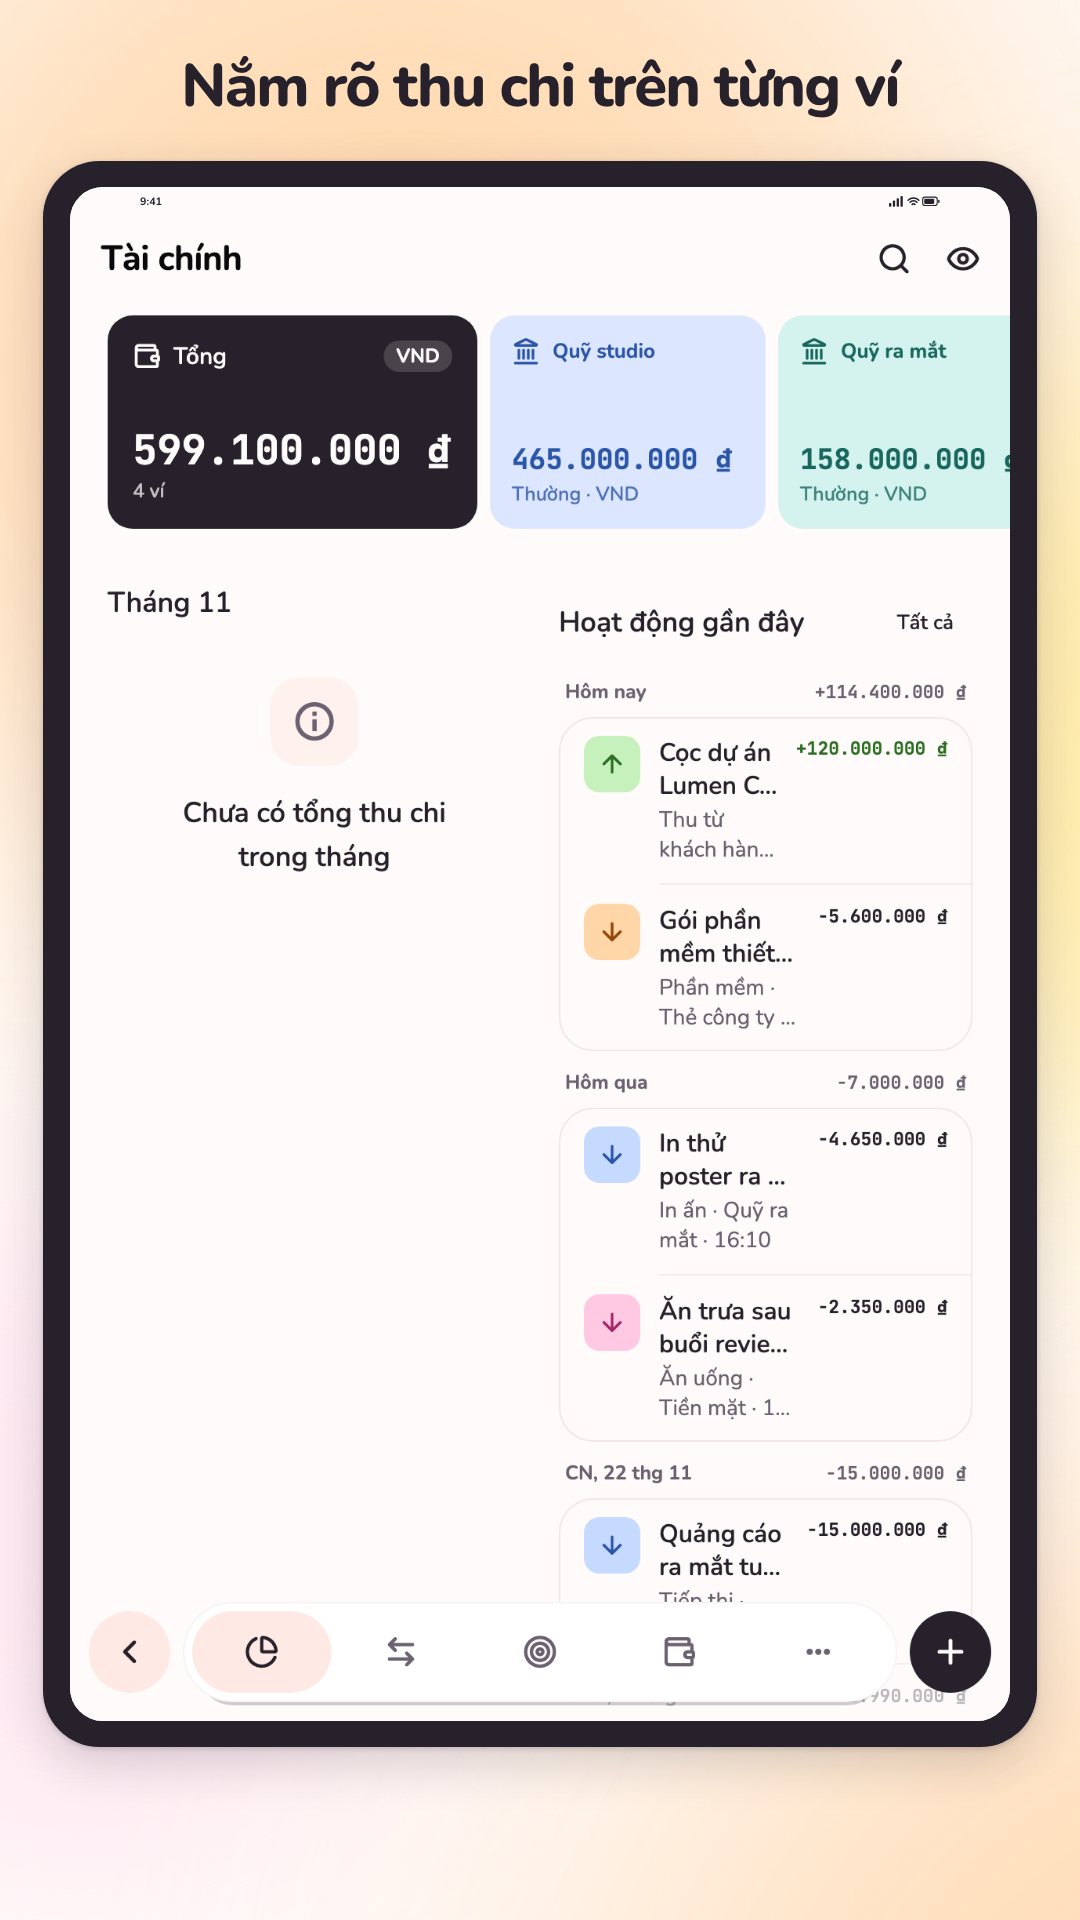 Nắm rõ thu chi trên từng ví
9:41
Tài chính
Tổng
VND
599.100.000 ₫
4 ví
Quỹ studio
465.000.000 ₫
Thường · VND
Quỹ ra mắt
158.000.000
Thường · VND
Tháng 11
Chưa có tổng thu chi
trong tháng
Hoạt động gần đây
Tất cả
Hôm nay
+114.400.000 ₫
Cọc dự án
Lumen C...
+120.000.000 ₫
Thu từ
khách hàn...
Gói phần
mềm thiết...
-5.600.000 ₫
Phần mềm ·
Thẻ công ty ...
Hôm qua
-7.000.000 ₫
In thử
poster ra ...
-4.650.000 ₫
In ấn · Quỹ ra
mắt · 16:10
Ăn trưa sau
buổi revie...
-2.350.000 ₫
Ăn uống ·
Tiền mặt · 1...
CN, 22 thg 11
-15.000.000 ₫
Quảng cáo
ra mắt tu...
-15.000.000 ₫
Tiếp thị ·
990.000 ₫